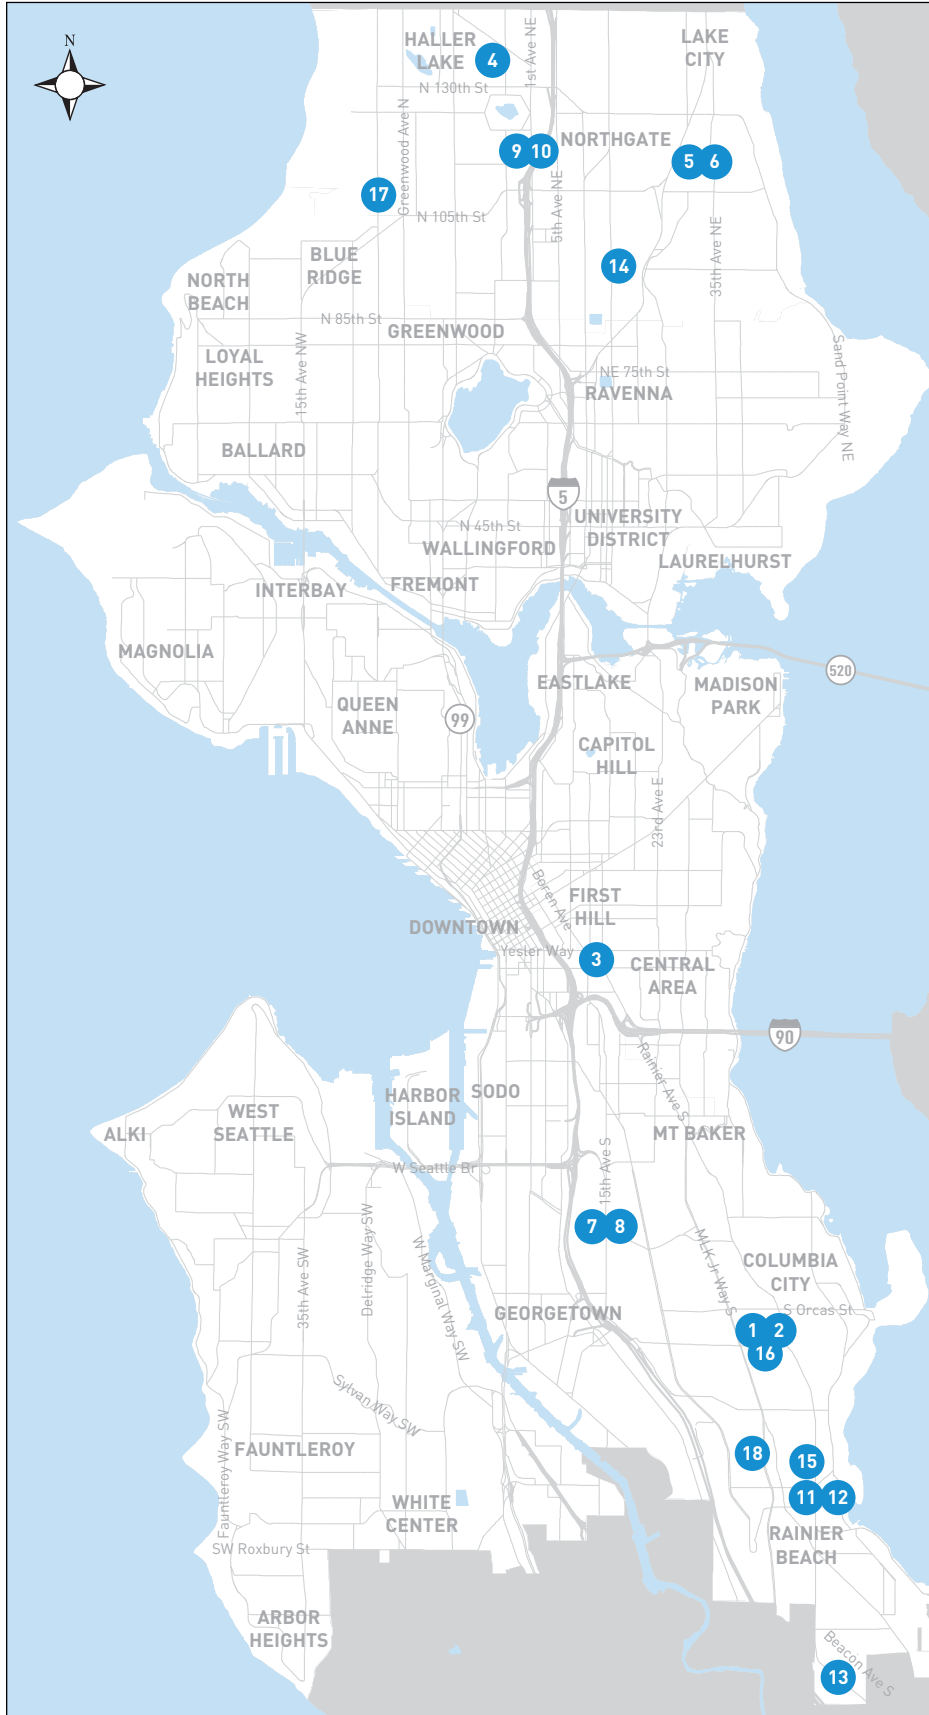 N
HALLER
LAKE
4
1st Ave NE
LAKE
CITY
N 130th St
Greenwood Ave N
9
10
NORTHGATE
5
6
17
5th Ave NE
N 105th St
35th Ave NE
BLUE
RIDGE
14
NORTH
BEACH
N 85th St
GREENWOOD
15th Ave NW
LOYAL
HEIGHTS
NE 75th St
RAVENNA
Sand Point Way NE
BALLARD
5
UNIVERSITY
DISTRICT
N 45th St
WALLINGFORD
LAURELHURST
INTERBAY
FREMONT
MAGNOLIA
520
EASTLAKE
MADISON
PARK
QUEEN
ANNE
99
CAPITOL
HILL
23rd Ave E
Boren Ave
FIRST
HILL
DOWNTOWN
Yesler Way
3
CENTRAL
AREA
90
Rainier Ave S
HARBOR
ISLAND
SODO
WEST
SEATTLE
ALKI
MT BAKER
W Seattle Br
15th Ave S
7
8
Delridge Way SW
35th Ave SW
W Marginal Way SW
MLK Jr Way S
COLUMBIA
CITY
GEORGETOWN
S Orcas St
1
2
16
Sylvan Way SW
Fauntleroy Way SW
FAUNTLEROY
18
15
11
12
WHITE
CENTER
RAINIER
BEACH
SW Roxbury St
ARBOR
HEIGHTS
Beacon Ave S
13